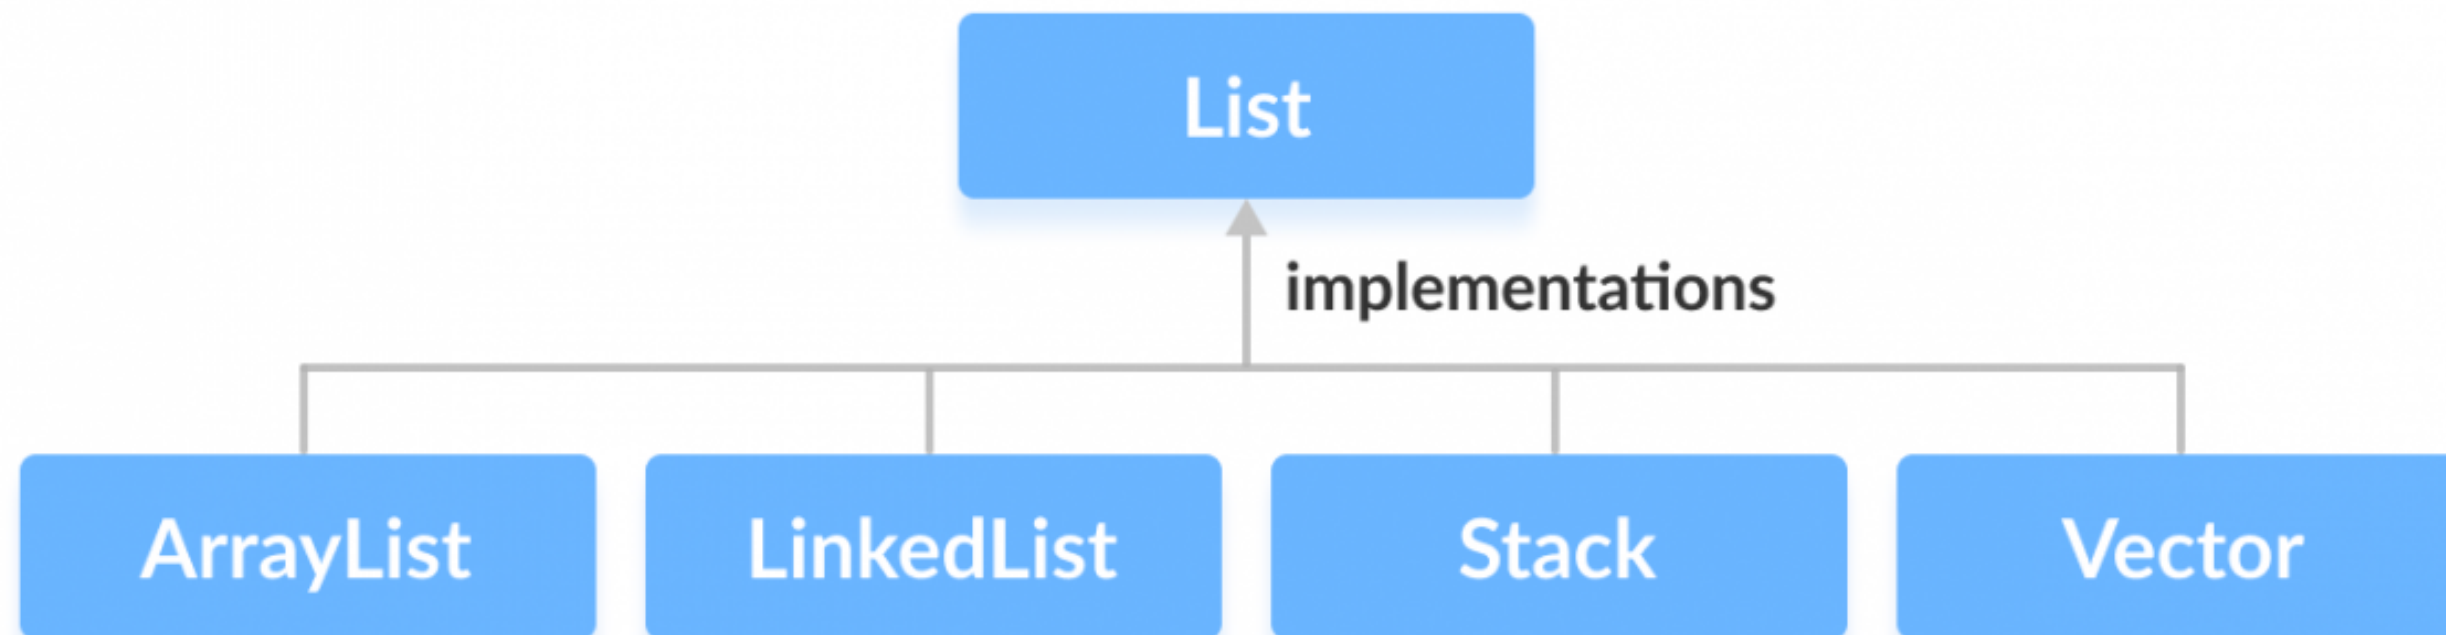 List
implementations
ArrayList
LinkedList
Stack
Vector